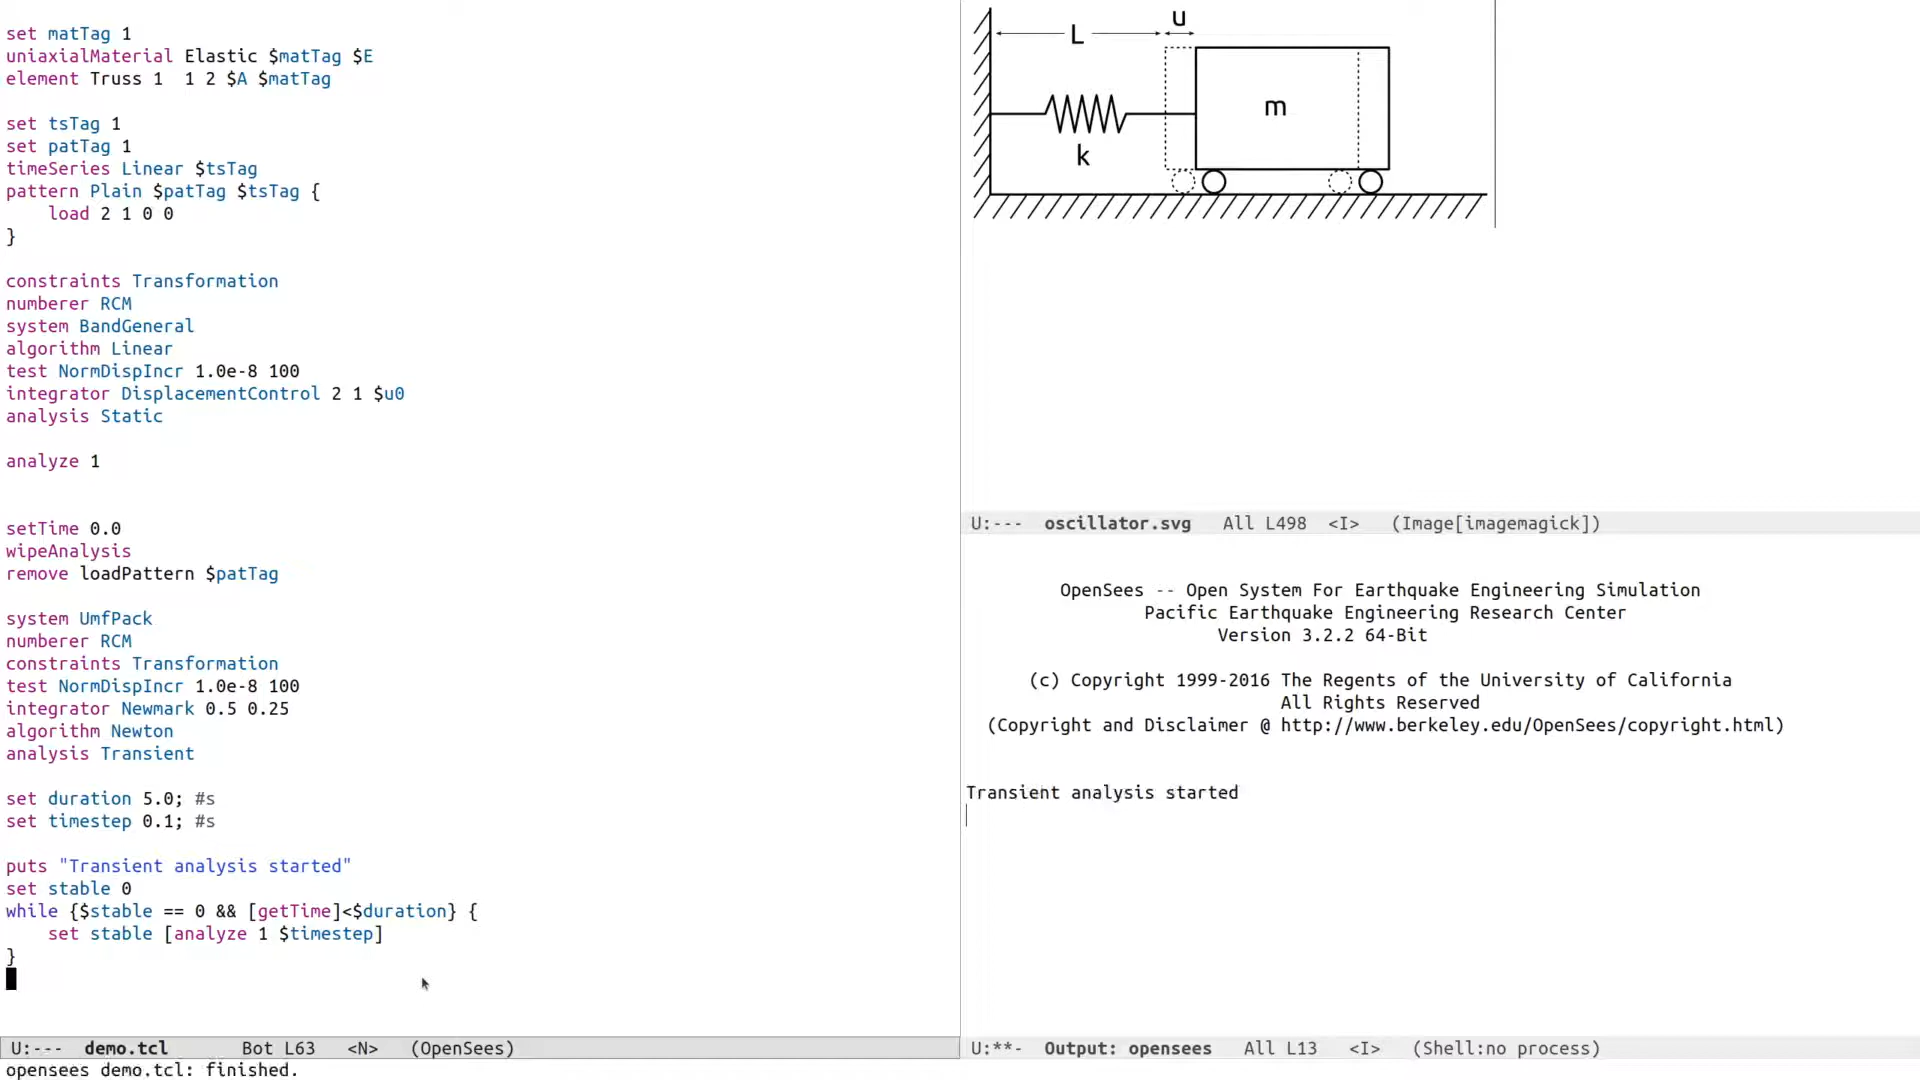 set matTag 1
uniaxialMaterial Elastic $matTag $E
element Truss 1  1 2 $A $matTag
set tsTag 1
set patTag 1
timeSeries Linear $tsTag
pattern Plain $patTag $tsTag {
    load 2 1 0 0
}
constraints Transformation
numberer RCM
system BandGeneral
algorithm Linear
test NormDispIncr 1.0e-8 100
integrator DisplacementControl 2 1 $u0
analysis Static
analyze 1
setTime 0.0
wipeAnalysis
remove loadPattern $patTag
system UmfPack
numberer RCM
constraints Transformation
test NormDispIncr 1.0e-8 100
integrator Newmark 0.5 0.25
algorithm Newton
analysis Transient
set duration 5.0; #s
set timestep 0.1; #s
puts "Transient analysis started"
set stable 0
while {$stable == 0 && [getTime]<$duration} {
    set stable [analyze 1 $timestep]
}
U:---  demo.tcl       Bot L63   <N>   (OpenSees)
opensees demo.tcl: finished.
u
L
m
k
U:---  oscillator.svg   All L498  <I>   (Image[imagemagick])
OpenSees -- Open System For Earthquake Engineering Simulation
Pacific Earthquake Engineering Research Center
Version 3.2.2 64-Bit
(c) Copyright 1999-2016 The Regents of the University of California
All Rights Reserved
(Copyright and Disclaimer @ http://www.berkeley.edu/OpenSees/copyright.html)
Transient analysis started
U:**-  Output: opensees   All L13   <I>   (Shell:no process)